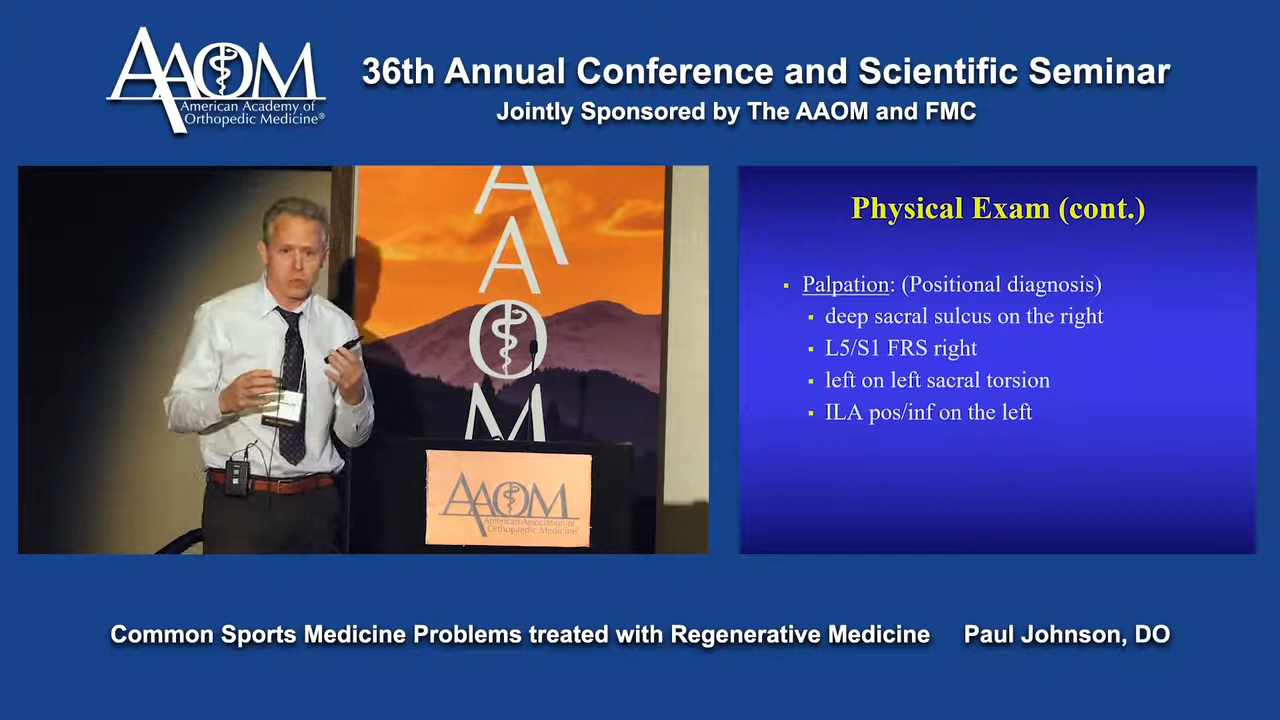 AAOM
American Academy of
Orthopedic Medicine®
36th Annual Conference and Scientific Seminar
Jointly Sponsored by The AAOM and FMC
A
A
O
M
AAOM
American Association of
Orthopaedic Medicine®
Physical Exam (cont.)
▪ Palpation: (Positional diagnosis)
▪ deep sacral sulcus on the right
▪ L5/S1 FRS right
▪ left on left sacral torsion
▪ ILA pos/inf on the left
Common Sports Medicine Problems treated with Regenerative Medicine Paul Johnson, DO